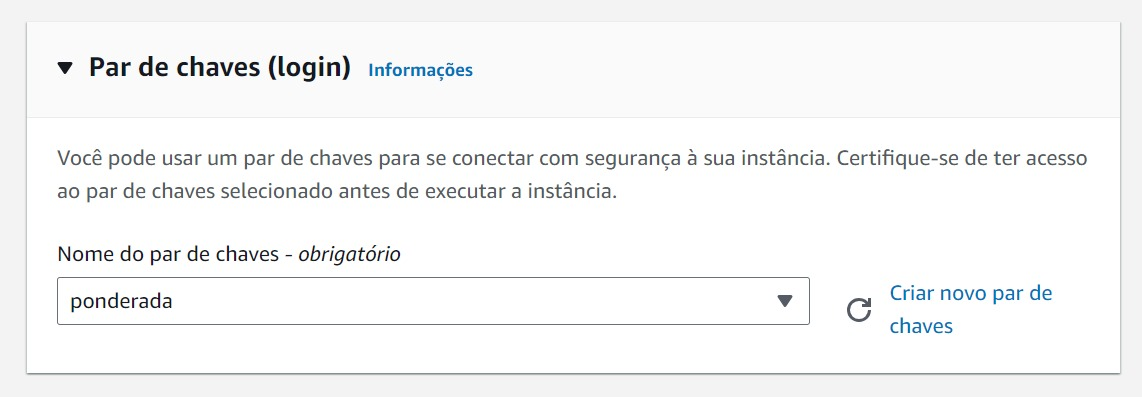 Par de chaves (login) Informações
Você pode usar um par de chaves para se conectar com segurança à sua instância. Certifique-se de ter acesso
ao par de chaves selecionado antes de executar a instância.
Nome do par de chaves - obrigatório
ponderada
Criar novo par de
chaves